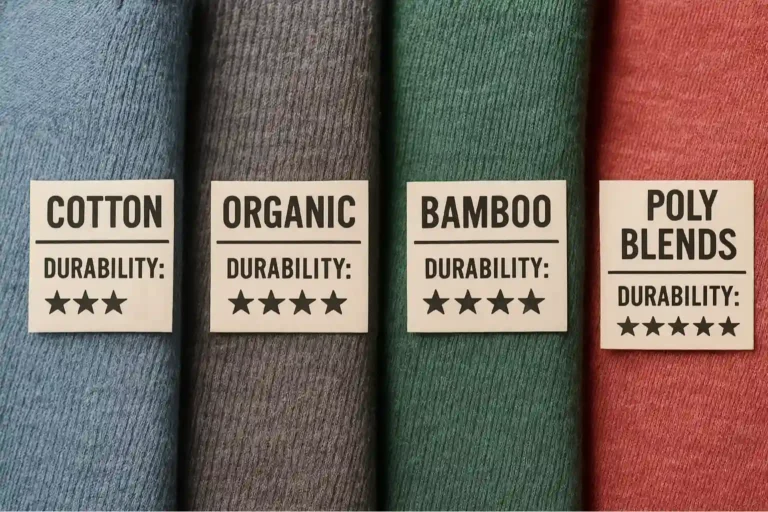 COTTON
DURABILITY:
★★★
ORGANIC
DURABILITY:
★★★★
BAMBOO
DURABILITY:
★★★★
POLY
BLENDS
DURABILITY:
★★★★★